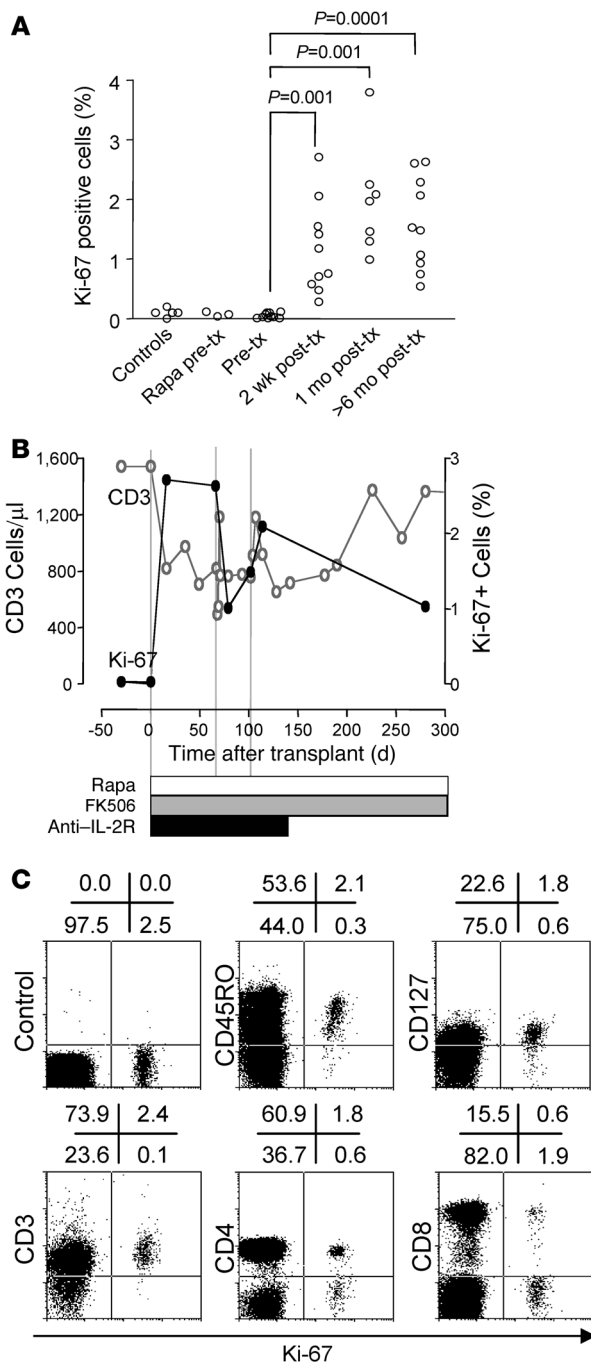 A
P=0.0001
P=0.001
P=0.001
Ki-67 positive cells (%)
4
3
2
1
0
Controls
Rapa pre-tx
Pre-tx
2 wk post-tx
1 mo post-tx
>6 mo post-tx
B
CD3 Cells/µl
1,600
1,200
800
400
0
CD3
Ki-67
3
2
1
0
Ki-67+ Cells (%)
-50 0 50 100 150 200 250 300
Time after transplant (d)
Rapa
FK506
Anti–IL-2R
C
0.0 0.0
97.5 2.5
Control
53.6 2.1
44.0 0.3
CD45RO
22.6 1.8
75.0 0.6
CD127
73.9 2.4
23.6 0.1
CD3
60.9 1.8
36.7 0.6
CD4
15.5 0.6
82.0 1.9
CD8
Ki-67